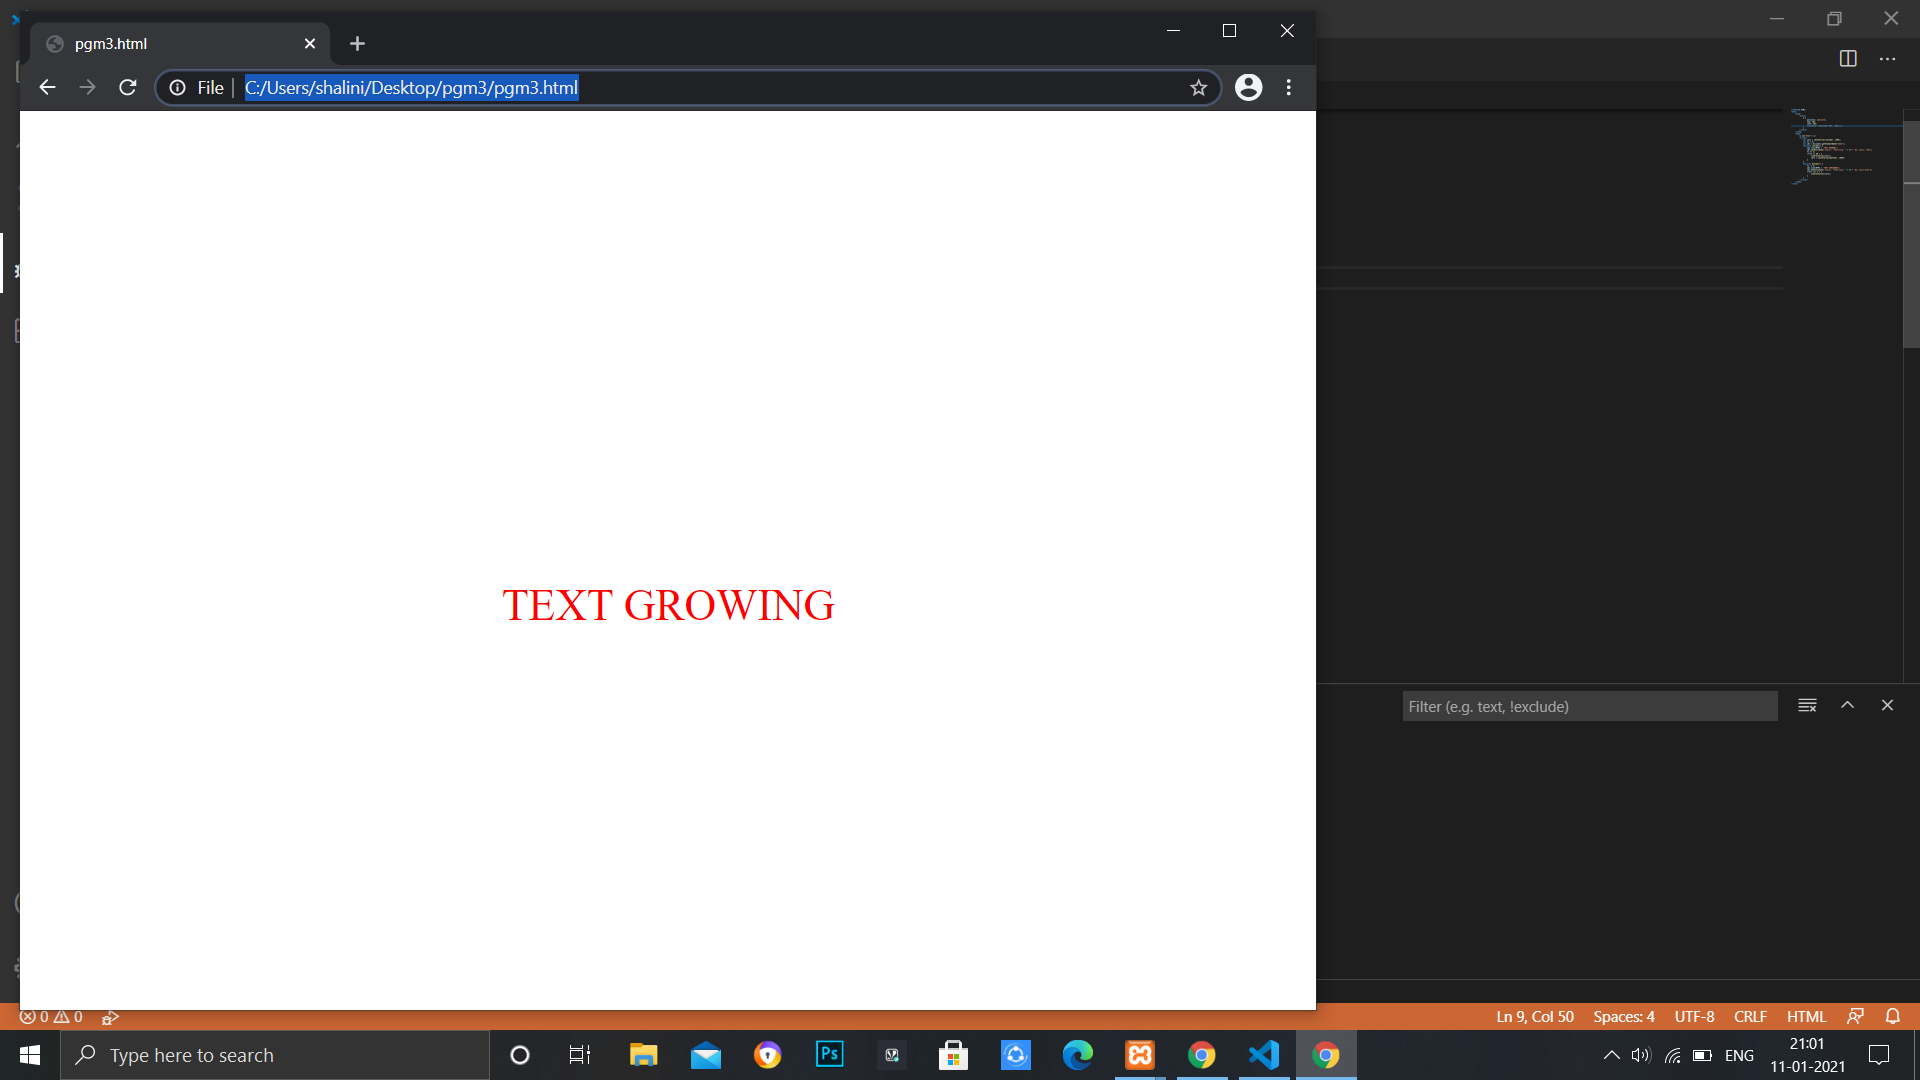 pgm3.html
File
C:/Users/shalini/Desktop/pgm3/pgm3.html
TEXT GROWING
Filter (e.g. text, !exclude)
0 0
Ln 9, Col 50 Spaces: 4 UTF-8 CRLF HTML
Type here to search
Ps
ENG
21:01
11-01-2021